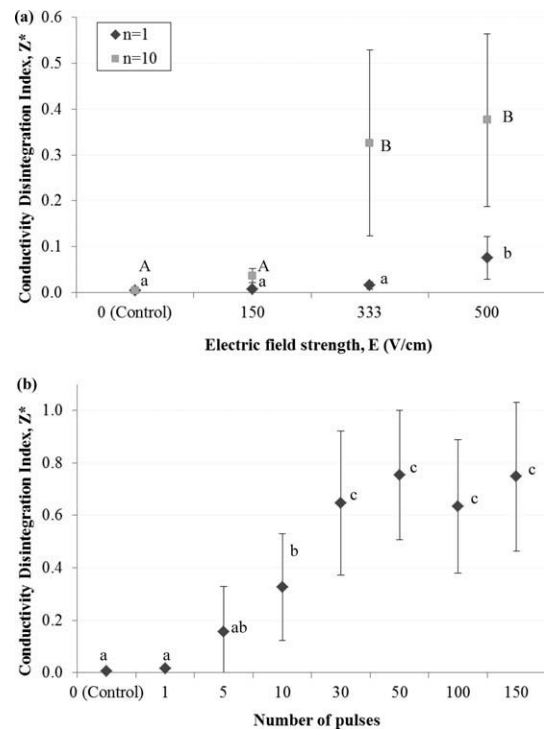 (a)
0.6
0.5
0.4
0.3
0.2
0.1
0.0
Conductivity Disintegration Index, Z*
n=1
n=10
A
a
A
a
B
a
B
b
0 (Control) 150 333 500
Electric field strength, E (V/cm)
(b)
1.0
0.8
0.6
0.4
0.2
0.0
Conductivity Disintegration Index, Z*
a
a
ab
b
c
c
c
c
0 (Control) 1 5 10 30 50 100 150
Number of pulses